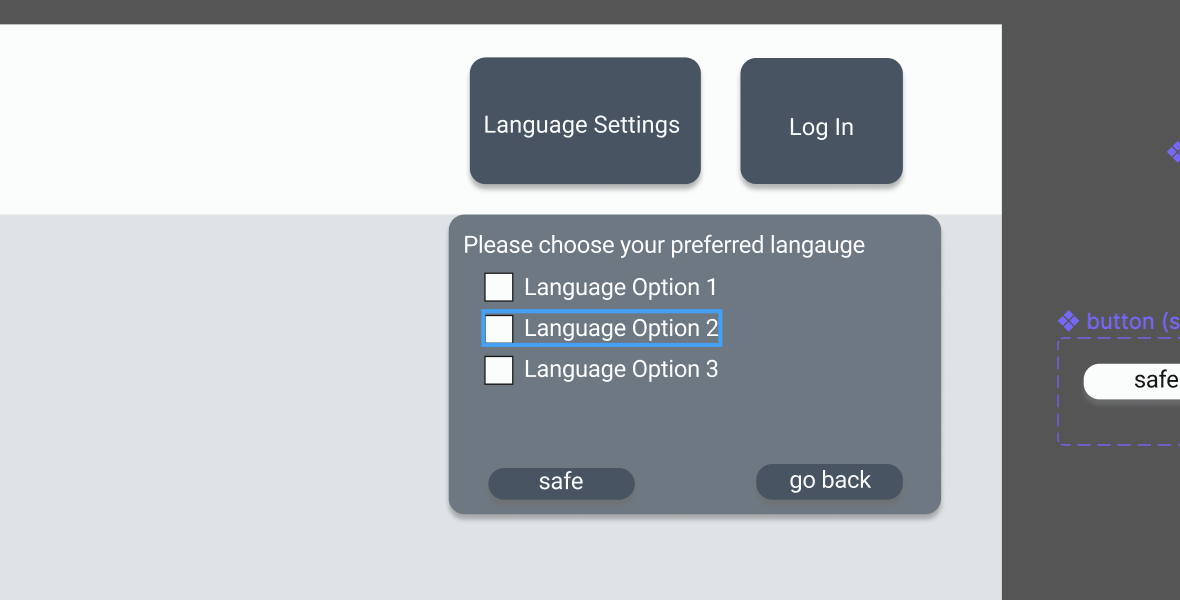 Language Settings
Log In
Please choose your preferred langauge
Language Option 1
Language Option 2
Language Option 3
safe
go back
button (s
safe